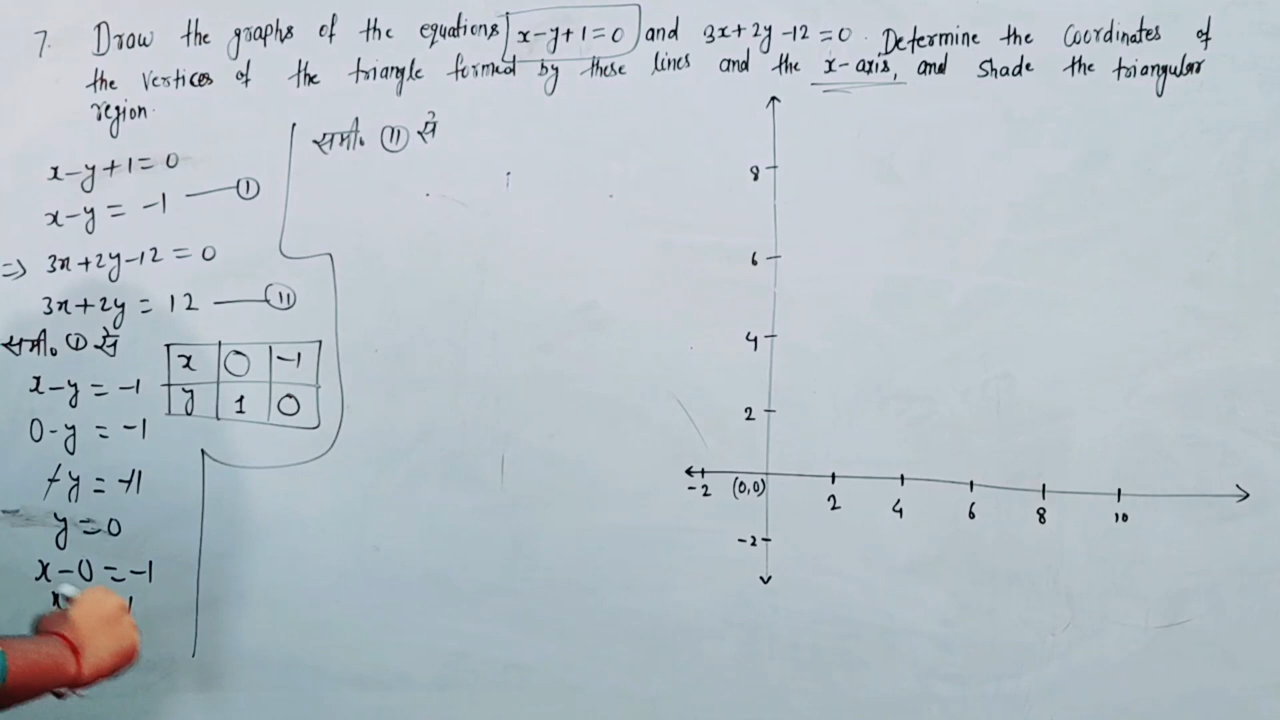 7. Draw the graphs of the equations x-y+1=0 and 3x+2y-12=0. Determine the coordinates of
the vertices of the triangle formed by these lines and the x-axis, and shade the triangular
region.
x-y+1=0
x-y = -1 — ①
=> 3x+2y-12=0
3x+2y = 12 — ⑪
समी. ① से
x 0 -1
y 1 0
x-y = -1
0-y = -1
-y = -1
y=0
x-0=-1
समी. ⑪ से
8
6
4
2
-2 (0,0) 2 4 6 8 10
-2